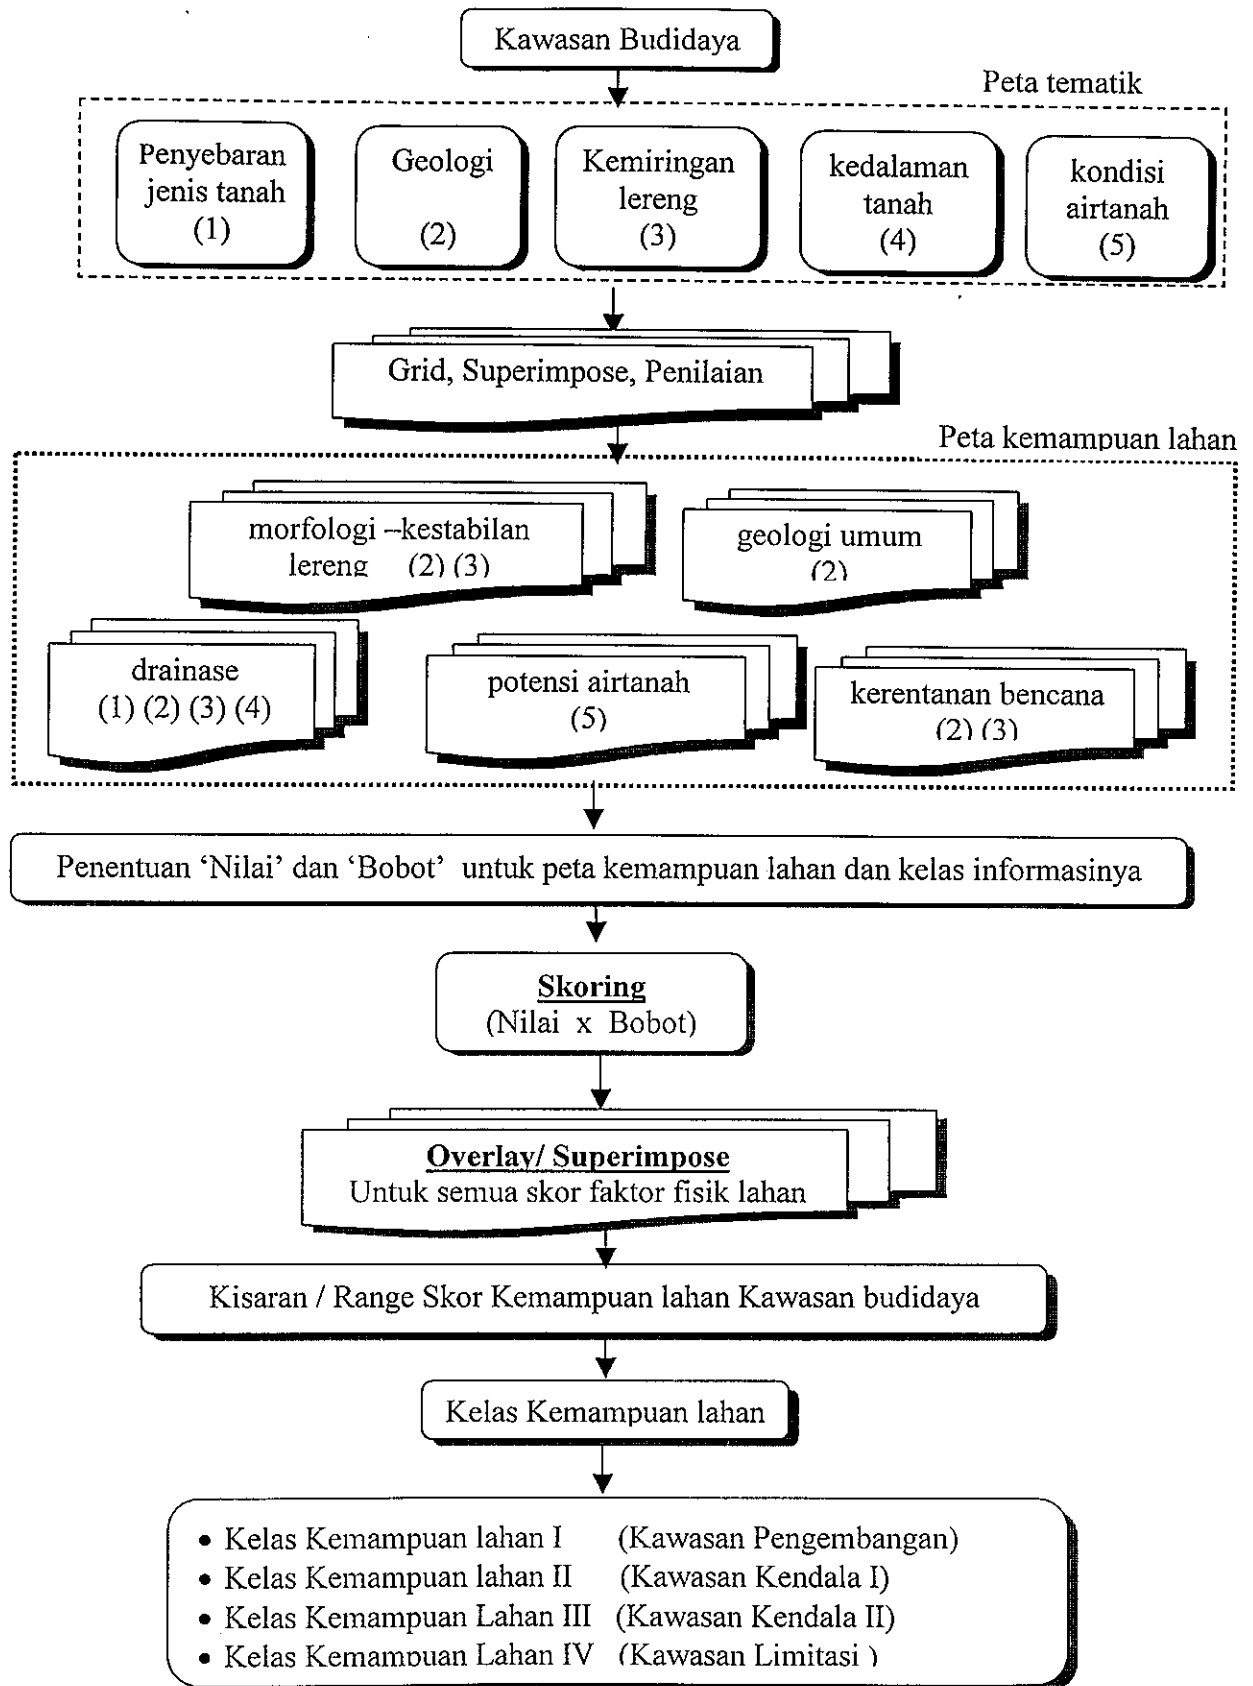 Kawasan Budidaya
Peta tematik
Penyebaran
jenis tanah
(1)
Geologi
(2)
Kemiringan
lereng
(3)
kedalaman
tanah
(4)
kondisi
airtanah
(5)
Grid, Superimpose, Penilaian
Peta kemampuan lahan
morfologi –kestabilan
lereng (2) (3)
geologi umum
(2)
drainase
(1) (2) (3) (4)
potensi airtanah
(5)
kerentanan bencana
(2) (3)
Penentuan ‘Nilai’ dan ‘Bobot’ untuk peta kemampuan lahan dan kelas informasinya
Skoring
(Nilai x Bobot)
Overlay/ Superimpose
Untuk semua skor faktor fisik lahan
Kisaran / Range Skor Kemampuan lahan Kawasan budidaya
Kelas Kemampuan lahan
• Kelas Kemampuan lahan I (Kawasan Pengembangan)
• Kelas Kemampuan lahan II (Kawasan Kendala I)
• Kelas Kemampuan Lahan III (Kawasan Kendala II)
• Kelas Kemampuan Lahan IV (Kawasan Limitasi )